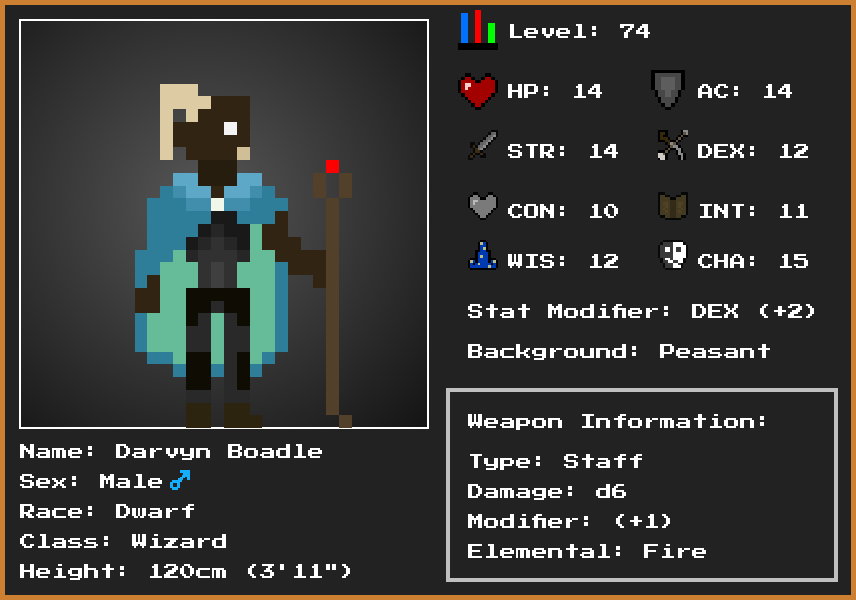 Level: 74
HP: 14 AC: 14
STR: 14 DEX: 12
CON: 10 INT: 11
WIS: 12 CHA: 15
Stat Modifier: DEX (+2)
Background: Peasant
Weapon Information:
Type: Staff
Damage: d6
Modifier: (+1)
Elemental: Fire
Name: Darvyn Boadle
Sex: Male♂
Race: Dwarf
Class: Wizard
Height: 120cm (3'11")